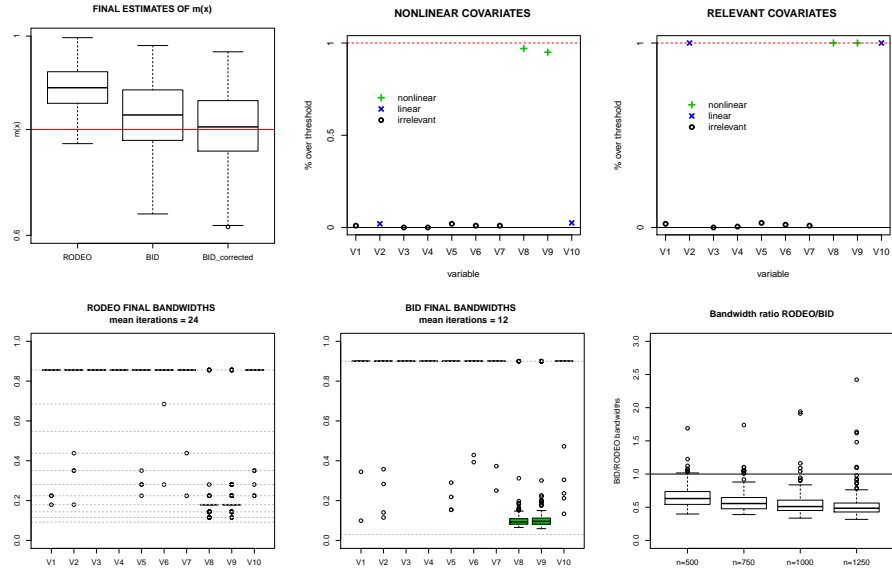 FINAL ESTIMATES OF m(x)
m(x)
1
0.6
RODEO
BID
BID_corrected
NONLINEAR COVARIATES
% over threshold
1
0.5
0
nonlinear
linear
irrelevant
V1 V2 V3 V4 V5 V6 V7 V8 V9 V10
variable
RELEVANT COVARIATES
% over threshold
1
0
nonlinear
linear
irrelevant
V1 V2 V3 V4 V5 V6 V7 V8 V9 V10
variable
RODEO FINAL BANDWIDTHS
mean iterations = 24
1.0
0.8
0.6
0.4
0.2
0.0
V1 V2 V3 V4 V5 V6 V7 V8 V9 V10
BID FINAL BANDWIDTHS
mean iterations = 12
1.0
0.8
0.6
0.4
0.2
0.0
V1 V2 V3 V4 V5 V6 V7 V8 V9 V10
Bandwidth ratio RODEO/BID
BID/RODEO bandwidths
3.0
2.5
2.0
1.5
1.0
0.5
0.0
n=500 n=750 n=1000 n=1250